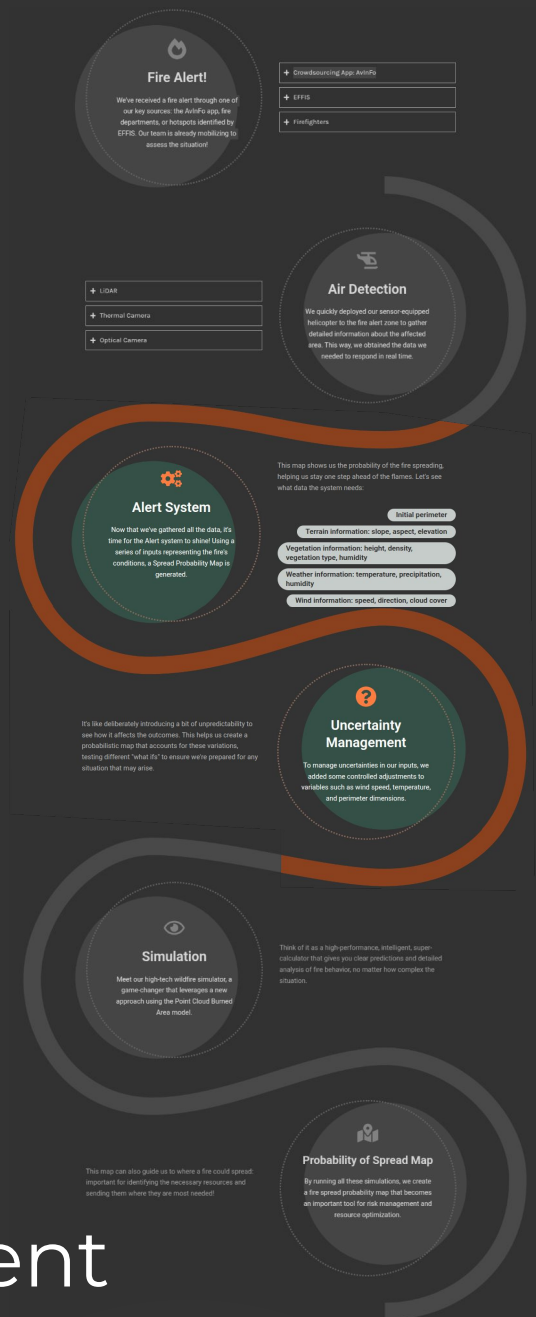 Fire Alert!
We've received a fire alert through one of
our key sources: the AvInFo app, fire
departments, or hotspots identified by
EFFIS. Our team is already mobilizing to
assess the situation!
+ Crowdsourcing App: AvInFo
+ EFFIS
+ Firefighters
Air Detection
We quickly deployed our sensor-equipped
helicopter to the fire alert zone to gather
detailed information about the affected
area. This way, we obtained the data we
needed to respond in real time.
+ LiDAR
+ Thermal Camera
+ Optical Camera
Alert System
Now that we've gathered all the data, it's
time for the Alert system to shine! Using a
series of inputs representing the fire's
conditions, a Spread Probability Map is
generated.
This map shows us the probability of the fire spreading,
helping us stay one step ahead of the flames. Let's see
what data the system needs:
Initial perimeter
Terrain information: slope, aspect, elevation
Vegetation information: height, density,
vegetation type, humidity
Weather information: temperature, precipitation,
humidity
Wind information: speed, direction, cloud cover
Uncertainty
Management
To manage uncertainties in our inputs, we
added some controlled adjustments to
variables such as wind speed, temperature,
and perimeter dimensions.
It's like deliberately introducing a bit of unpredictability to
see how it affects the outcomes. This helps us create a
probabilistic map that accounts for these variations,
testing different "what ifs" to ensure we're prepared for any
situation that may arise.
Simulation
Meet our high-tech wildfire simulator, a
game-changer that leverages a new
approach using the Point Cloud Burned
Area model.
Think of it as a high-performance, intelligent, super-
calculator that gives you clear predictions and detailed
analysis of fire behavior, no matter how complex the
situation.
Probability of Spread Map
By running all these simulations, we create
a fire spread probability map that becomes
an important tool for risk management and
resource optimization.
This map can also guide us to where a fire could spread:
important for identifying the necessary resources and
sending them where they are most needed!
ent